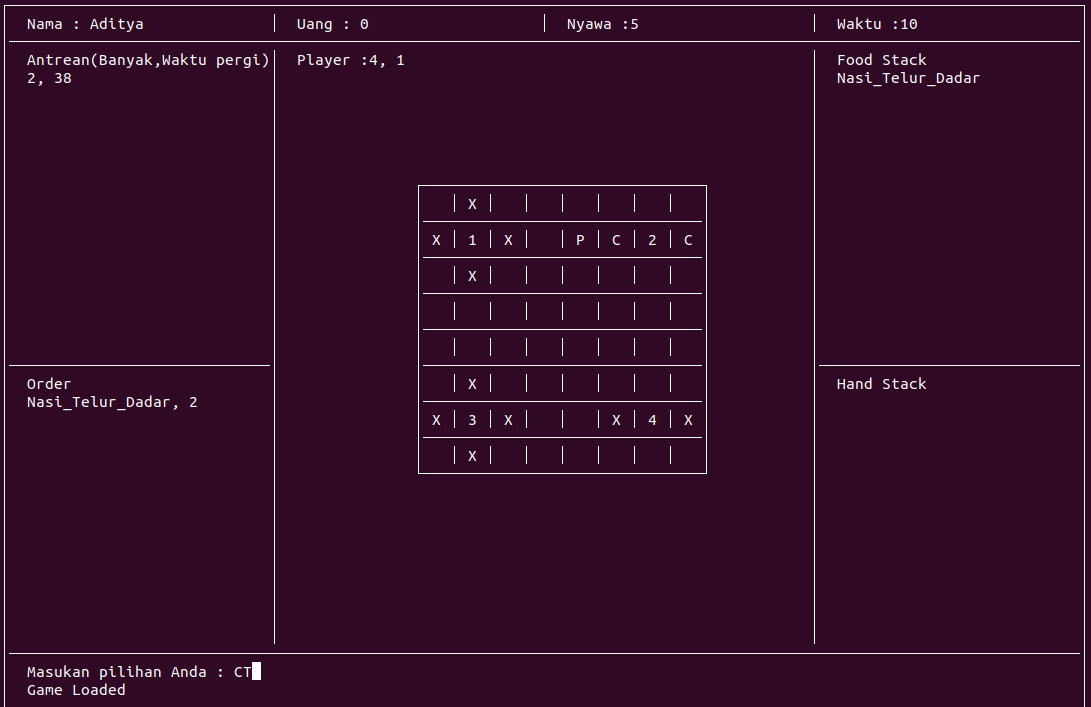 Nama : Aditya Uang : 0 Nyawa :5 Waktu :10
Antrean(Banyak,Waktu pergi)
2, 38
Player :4, 1
Food Stack
Nasi_Telur_Dadar
X
X 1 X P C 2 C
X
X
X 3 X X 4 X
X
Order
Nasi_Telur_Dadar, 2
Hand Stack
Masukan pilihan Anda : CT
Game Loaded